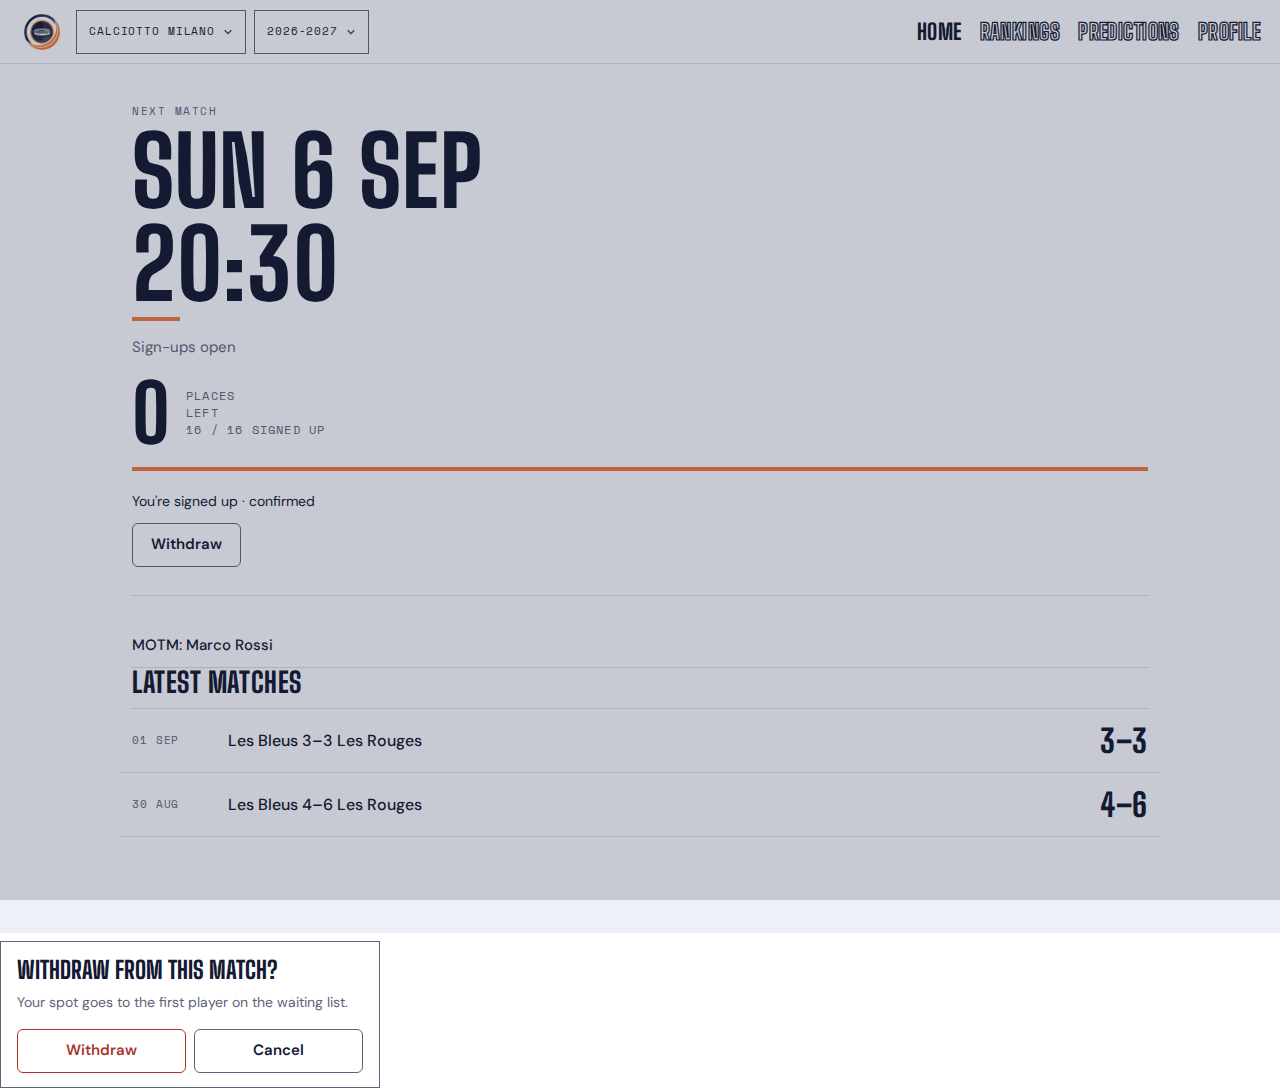 CALCIOTTO MILANO
2026-2027
HOME RANKINGS PREDICTIONS PROFILE
NEXT MATCH
SUN 6 SEP
20:30
Sign-ups open
0
PLACES
LEFT
16 / 16 SIGNED UP
You're signed up · confirmed
Withdraw
MOTM: Marco Rossi
LATEST MATCHES
01 SEP Les Bleus 3–3 Les Rouges 3–3
30 AUG Les Bleus 4–6 Les Rouges 4–6
WITHDRAW FROM THIS MATCH?
Your spot goes to the first player on the waiting list.
Withdraw Cancel